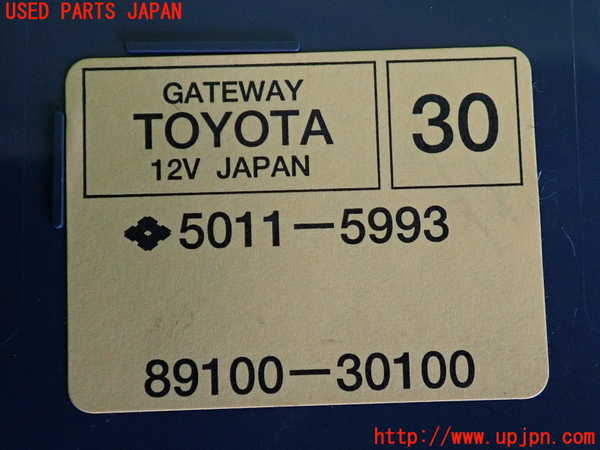 USED PARTS JAPAN
GATEWAY
TOYOTA
12V JAPAN
30
5011-5993
89100-30100
http://www.upjpn.com/